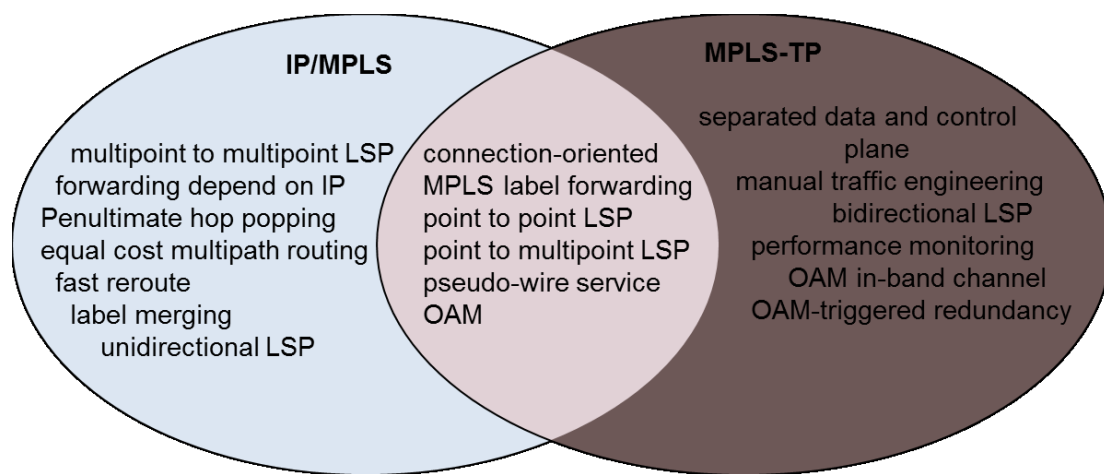 IP/MPLS
multipoint to multipoint LSP
forwarding depend on IP
Penultimate hop popping
equal cost multipath routing
fast reroute
label merging
unidirectional LSP
connection-oriented
MPLS label forwarding
point to point LSP
point to multipoint LSP
pseudo-wire service
OAM
MPLS-TP
separated data and control
plane
manual traffic engineering
bidirectional LSP
performance monitoring
OAM in-band channel
OAM-triggered redundancy